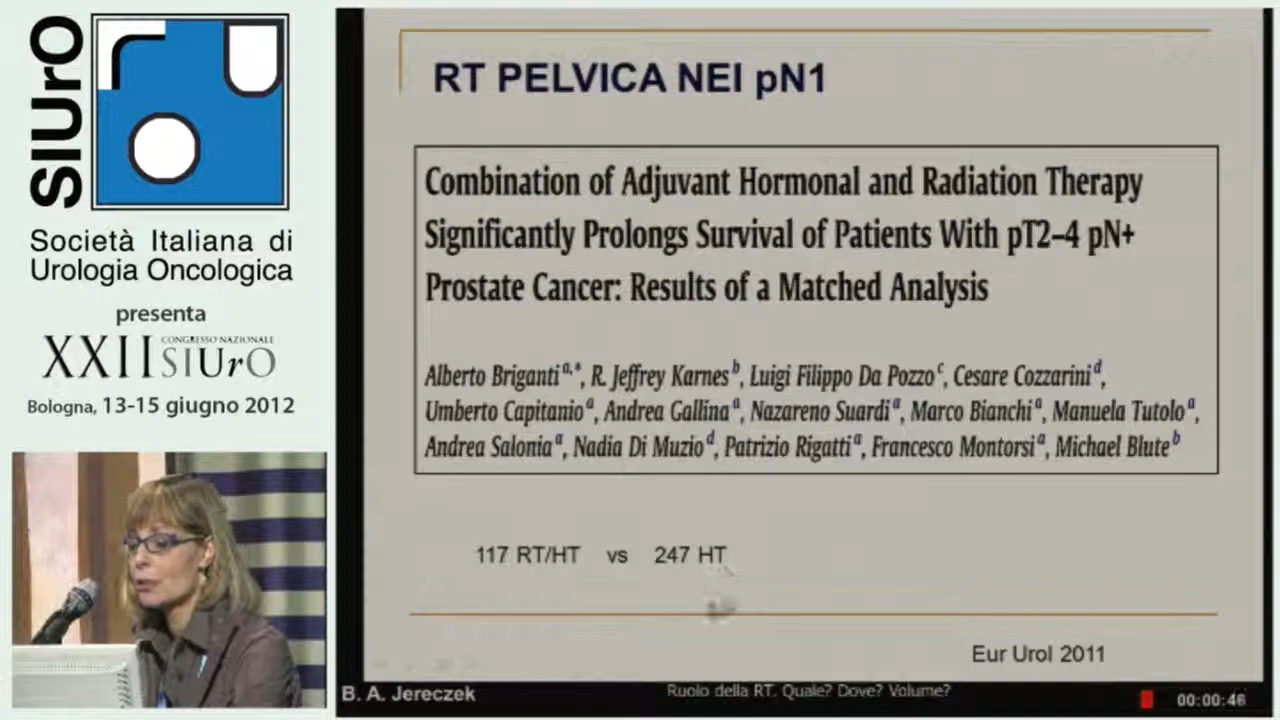 SIUrO
Società Italiana di
Urologia Oncologica
presenta
XXII CONGRESSO NAZIONALE
SIUrO
Bologna, 13-15 giugno 2012
RT PELVICA NEI pN1
Combination of Adjuvant Hormonal and Radiation Therapy
Significantly Prolongs Survival of Patients With pT2–4 pN+
Prostate Cancer: Results of a Matched Analysis
Alberto Briganti a,*, R. Jeffrey Karnes b, Luigi Filippo Da Pozzo c, Cesare Cozzarini d,
Umberto Capitanio a, Andrea Gallina a, Nazareno Suardi a, Marco Bianchi a, Manuela Tutolo a,
Andrea Salonia a, Nadia Di Muzio d, Patrizio Rigatti a, Francesco Montorsi a, Michael Blute b
117 RT/HT vs 247 HT
Eur Urol 2011
B. A. Jereczek
Ruolo della RT. Quale? Dove? Volume?
00:00:46